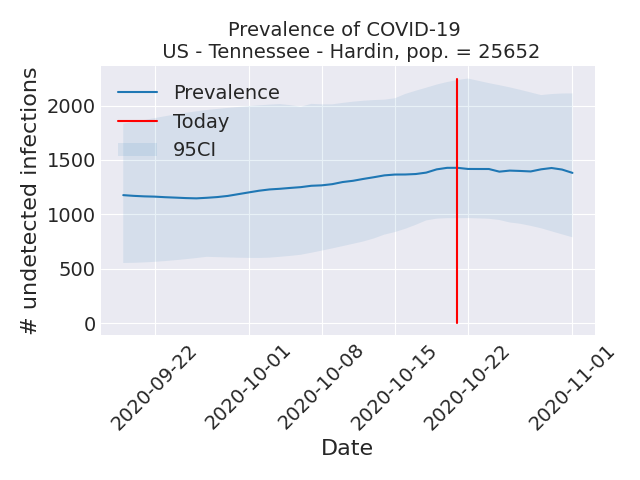 Prevalence of COVID-19
US - Tennessee - Hardin, pop. = 25652
# undetected infections
2000
1500
1000
500
0
Prevalence
Today
95CI
2020-09-22
2020-10-01
2020-10-08
2020-10-15
2020-10-22
2020-11-01
Date